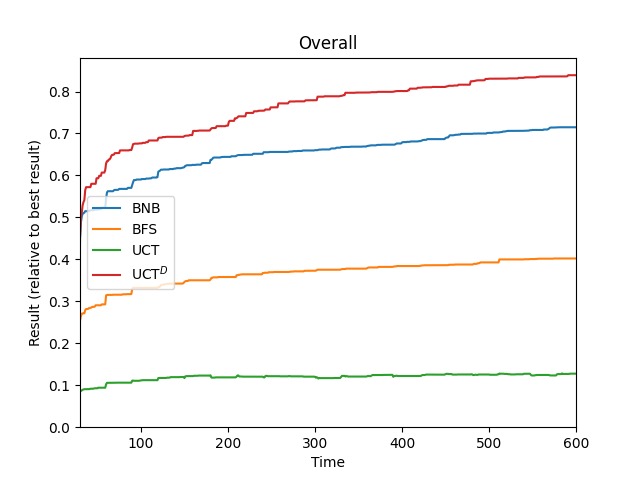 Overall
Result (relative to best result)
0.8
0.7
0.6
0.5
0.4
0.3
0.2
0.1
0.0
BNB
BFS
UCT
UCT^D
100 200 300 400 500 600
Time